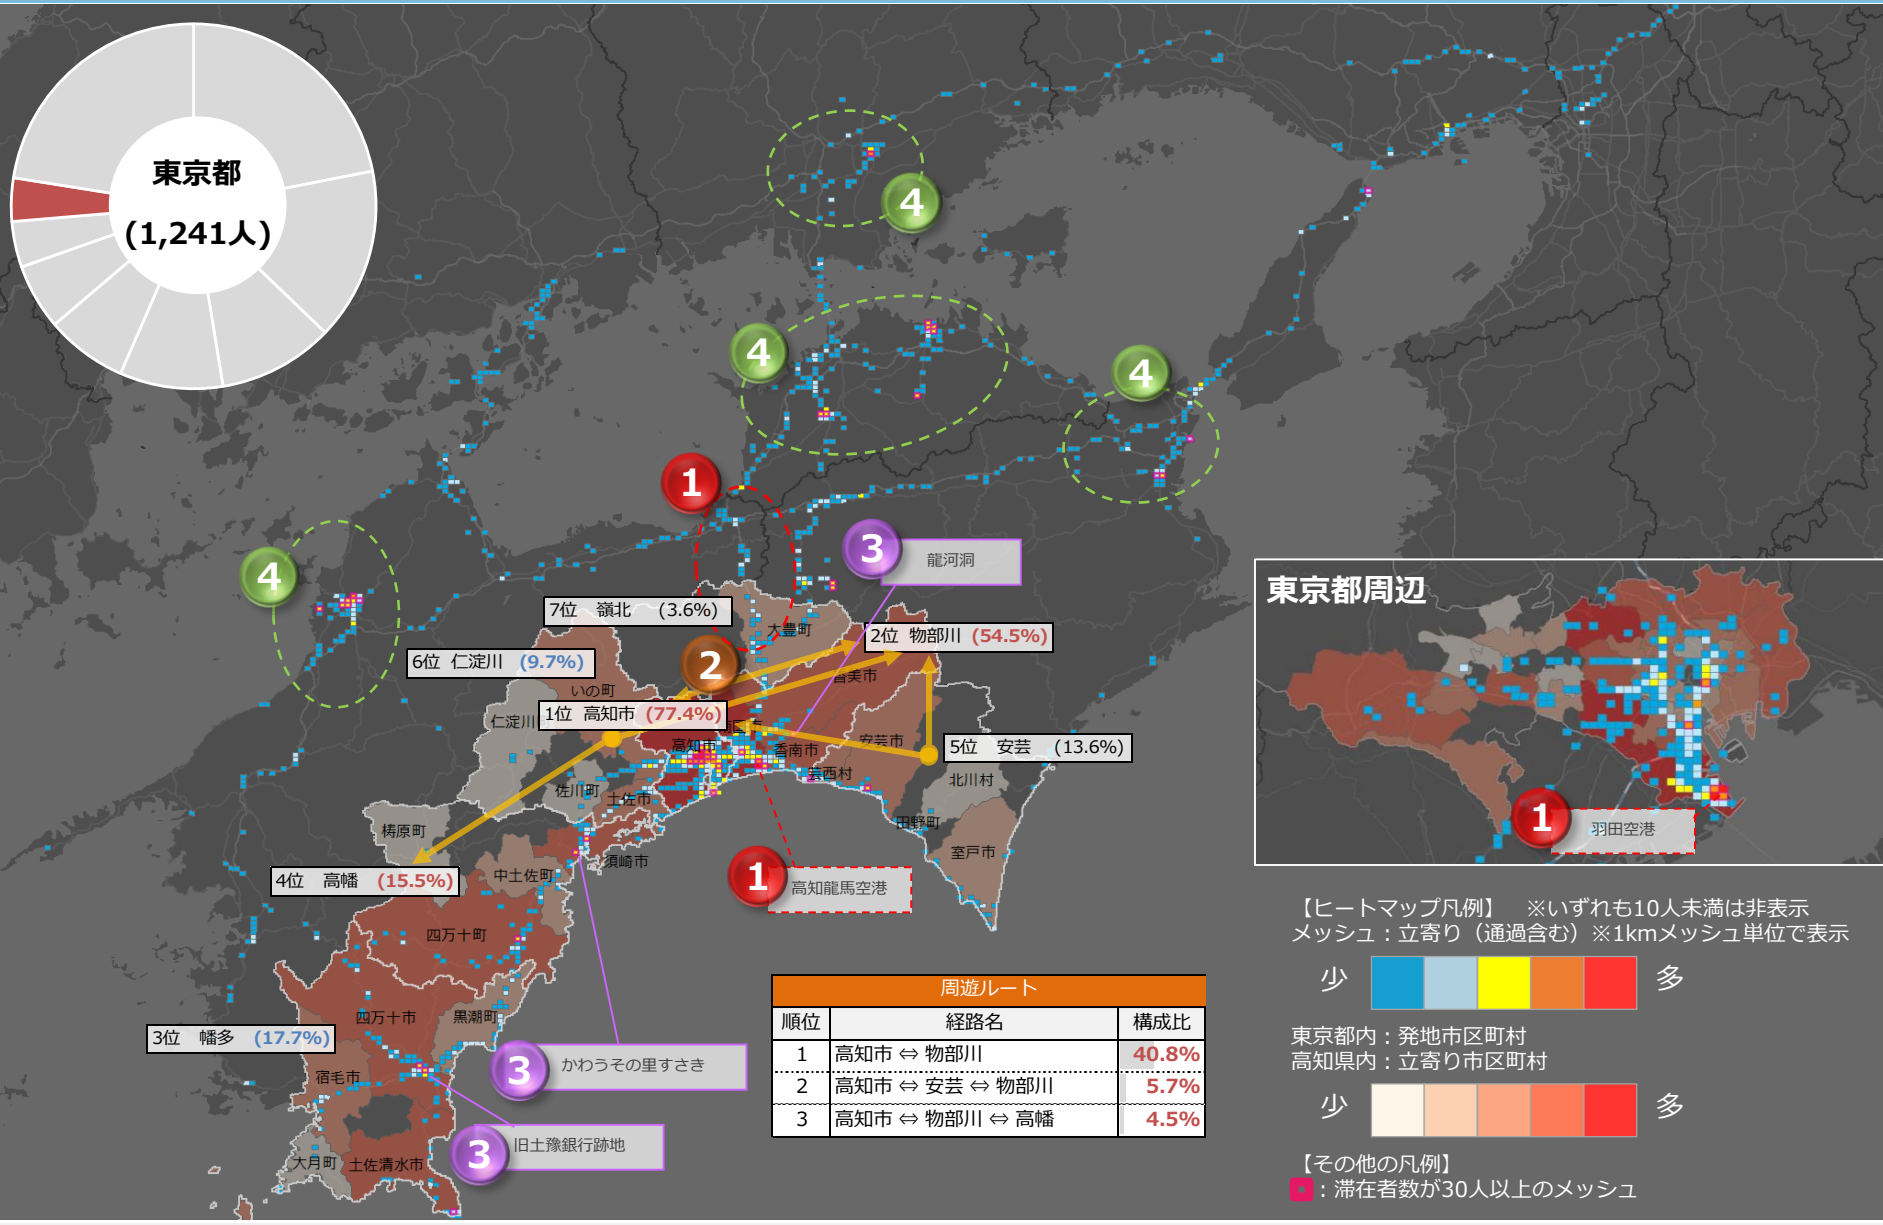 東京都
(1,241人)
4
4
4
4
1
3
龍河洞
7位 嶺北 (3.6%)
大豊町
2位 物部川 (54.5%)
2
6位 仁淀川 (9.7%)
いの町
香美市
1位 高知市 (77.4%)
仁淀川
高知市
香南市
安芸市
5位 安芸 (13.6%)
芸西村
北川村
佐川町
土佐市
田野町
梼原町
室戸市
須崎市
中土佐町
4位 高幡 (15.5%)
1
高知龍馬空港
四万十町
四万十市
黒潮町
3位 幡多 (17.7%)
宿毛市
3
かわうその里すさき
3
旧土豫銀行跡地
大月町
土佐清水市
周遊ルート
順位 経路名 構成比
1 高知市 ⇔ 物部川 40.8%
2 高知市 ⇔ 安芸 ⇔ 物部川 5.7%
3 高知市 ⇔ 物部川 ⇔ 高幡 4.5%
東京都周辺
1
羽田空港
【ヒートマップ凡例】 ※いずれも10人未満は非表示
メッシュ：立寄り（通過含む）※1kmメッシュ単位で表示
少 多
東京都内：発地市区町村
高知県内：立寄り市区町村
少 多
【その他の凡例】
：滞在者数が30人以上のメッシュ